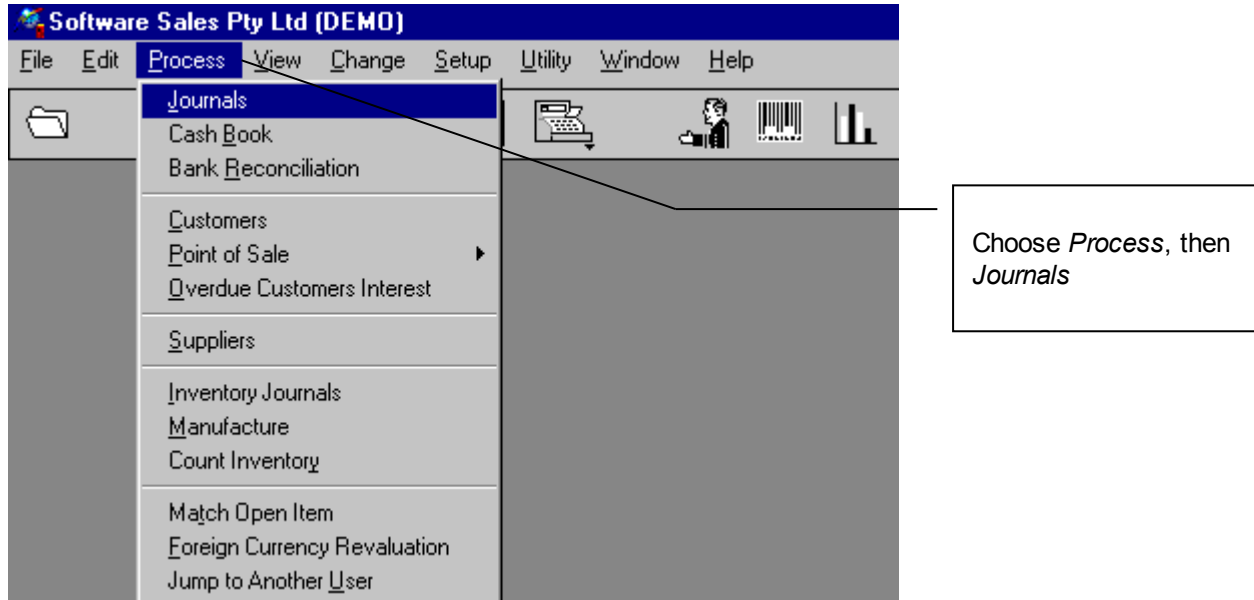 Software Sales Pty Ltd (DEMO)
File Edit Process View Change Setup Utility Window Help
Journals
Cash Book
Bank Reconciliation
Customers
Point of Sale
Overdue Customers Interest
Suppliers
Inventory Journals
Manufacture
Count Inventory
Match Open Item
Foreign Currency Revaluation
Jump to Another User
Choose Process, then
Journals